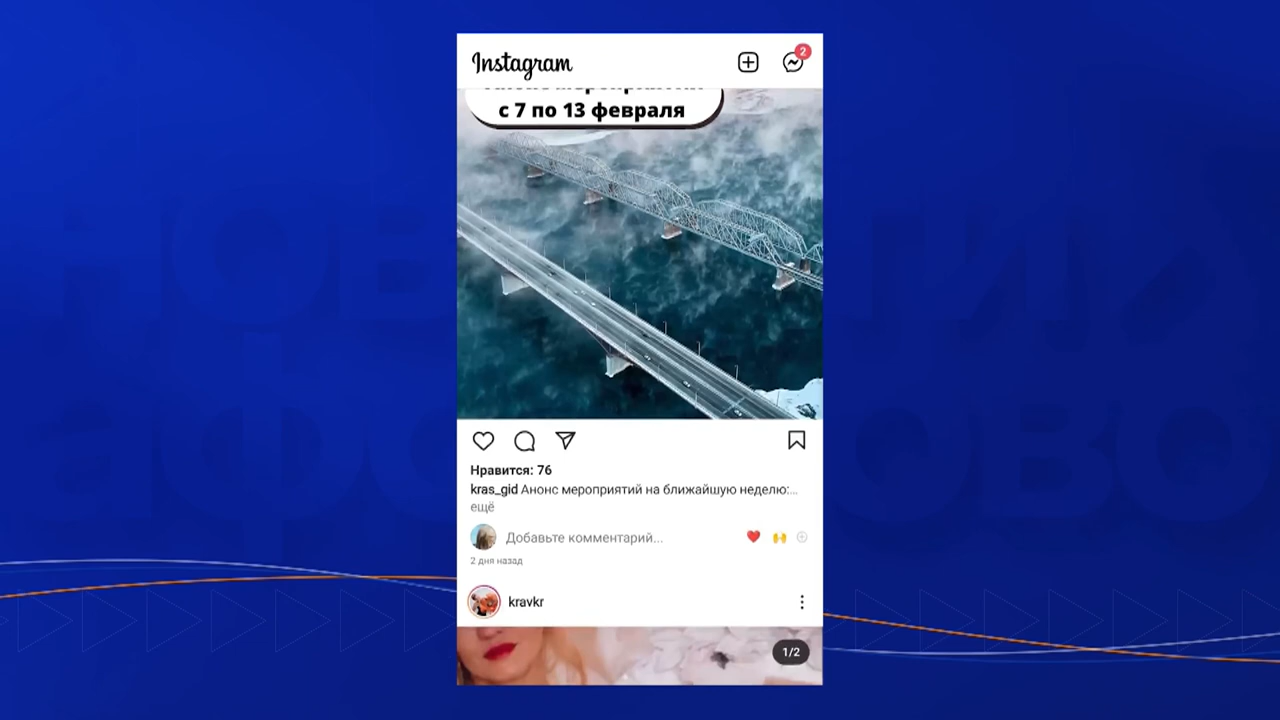 Instagram
2
с 7 по 13 февраля
Нравится: 76
kras_gid Анонс мероприятий на ближайшую неделю:...
ещё
Добавьте комментарий...
2 дня назад
kravkr
1/2